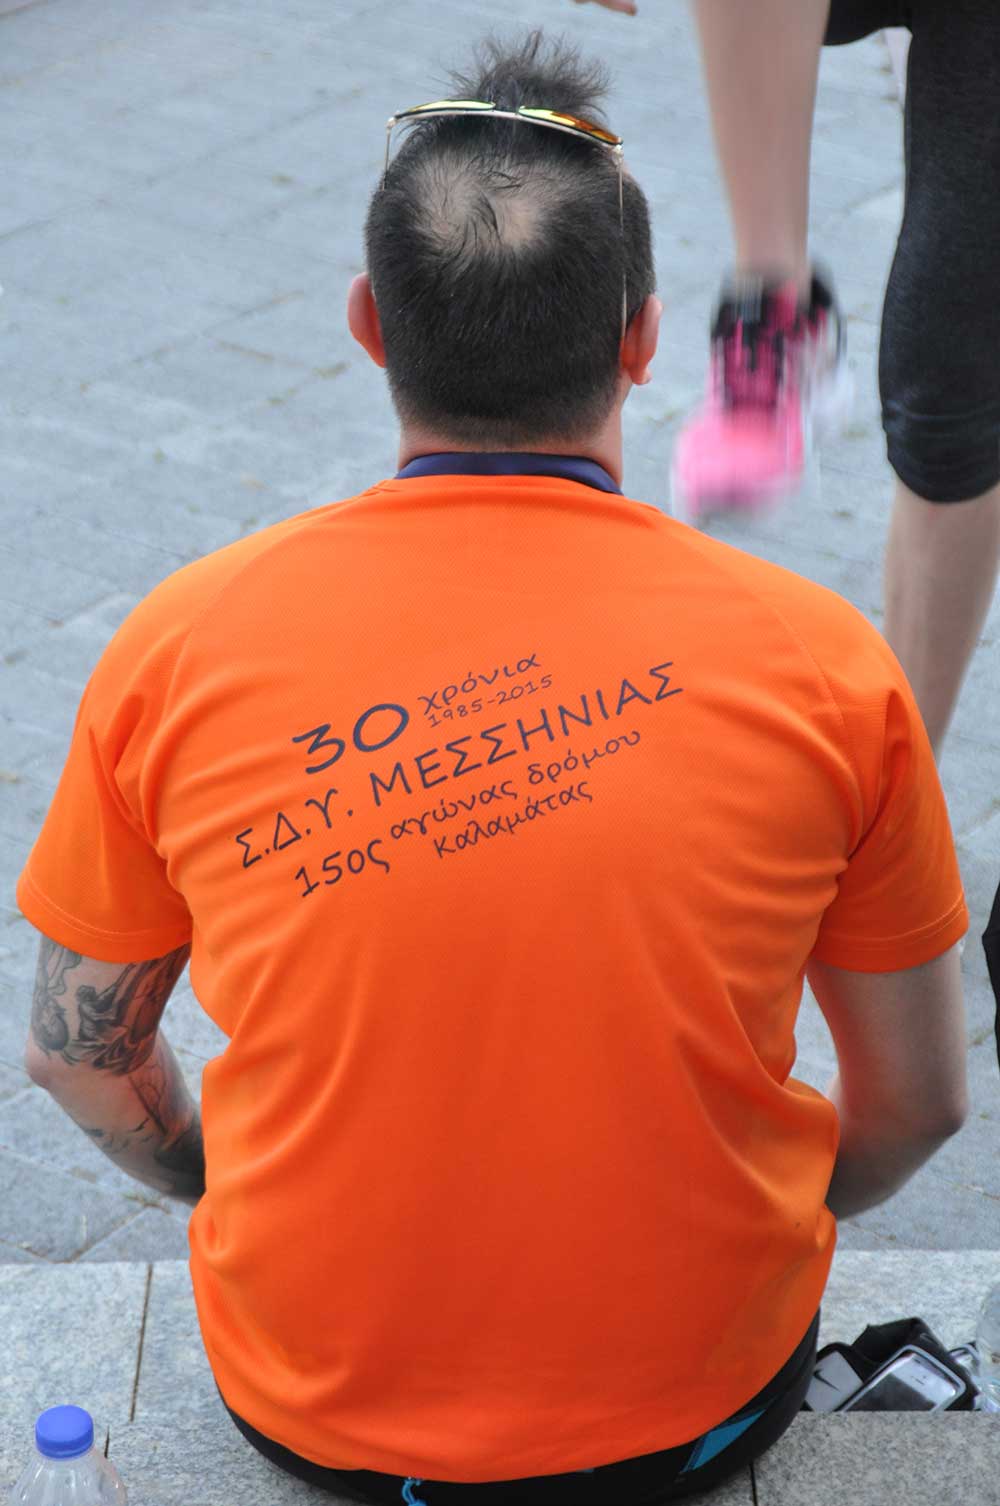 30 χρόνια
1985-2015
Σ.Δ.Υ. ΜΕΣΣΗΝΙΑΣ
15ος αγώνας δρόμου
καλαμάτας